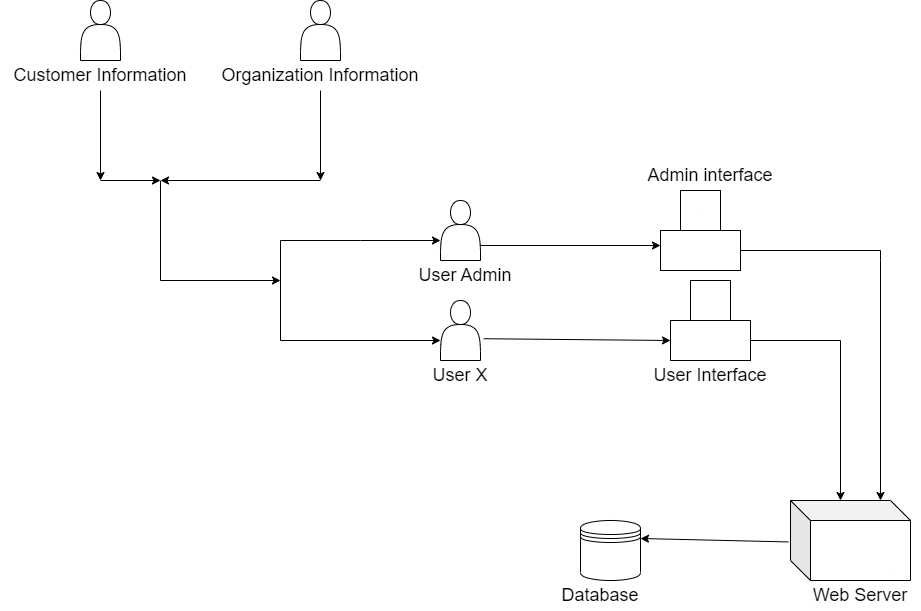 Customer Information
Organization Information
Admin interface
User Admin
User X
User Interface
Database
Web Server